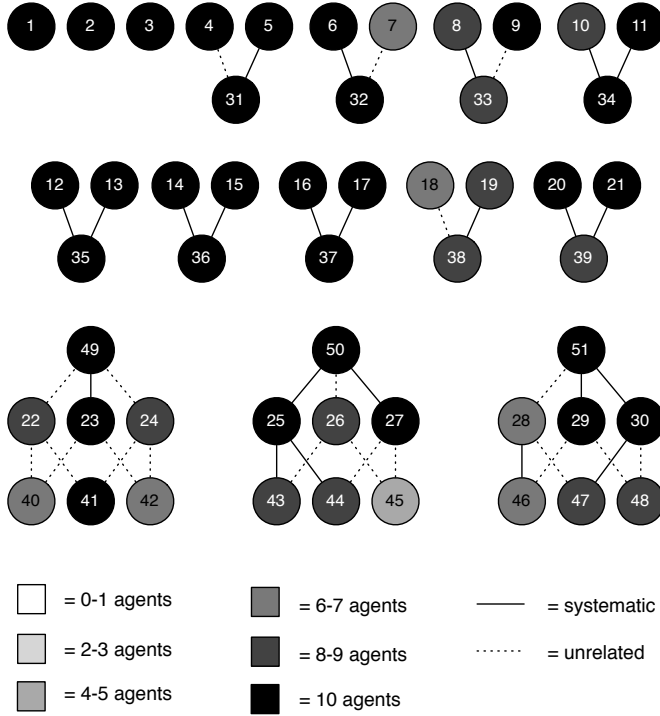 1 2 3 4 5 6 7 8 9 10 11
31 32 33 34
12 13 14 15 16 17 18 19 20 21
35 36 37 38 39
49 50 51
22 23 24 25 26 27 28 29 30
40 41 42 43 44 45 46 47 48
= 0-1 agents = 6-7 agents = systematic
= 2-3 agents = 8-9 agents = unrelated
= 4-5 agents = 10 agents